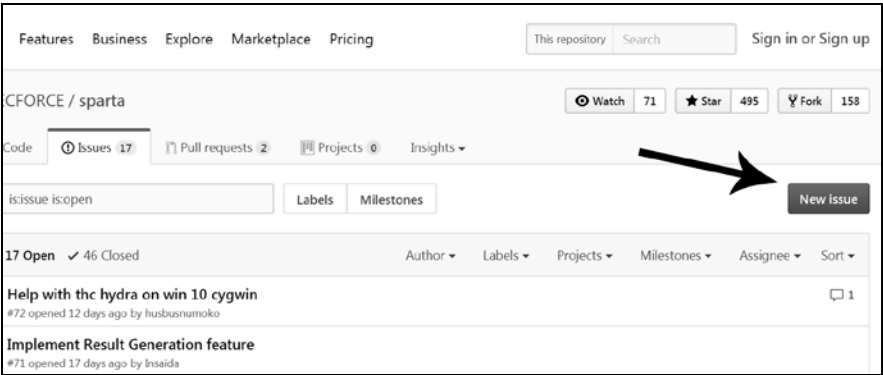 Features Business Explore Marketplace Pricing This repository Search Sign in or Sign up
CFORCE / sparta Watch 71 Star 495 Fork 158
Code Issues 17 Pull requests 2 Projects 0 Insights
is:issue is:open Labels Milestones New issue
17 Open 46 Closed Author Labels Projects Milestones Assignee Sort
Help with thc hydra on win 10 cygwin 1
#72 opened 12 days ago by husbusnumoko
Implement Result Generation feature
#71 opened 17 days ago by Insaida